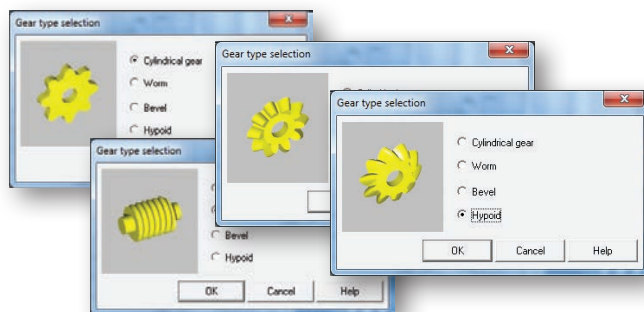 Gear type selection
Cylindrical gear
Worm
Bevel
Hypoid
Gear type selection
Gear type selection
Bevel
Hypoid
OK
Cancel
Help
Gear type selection
Cylindrical gear
Worm
Bevel
Hypoid
OK
Cancel
Help